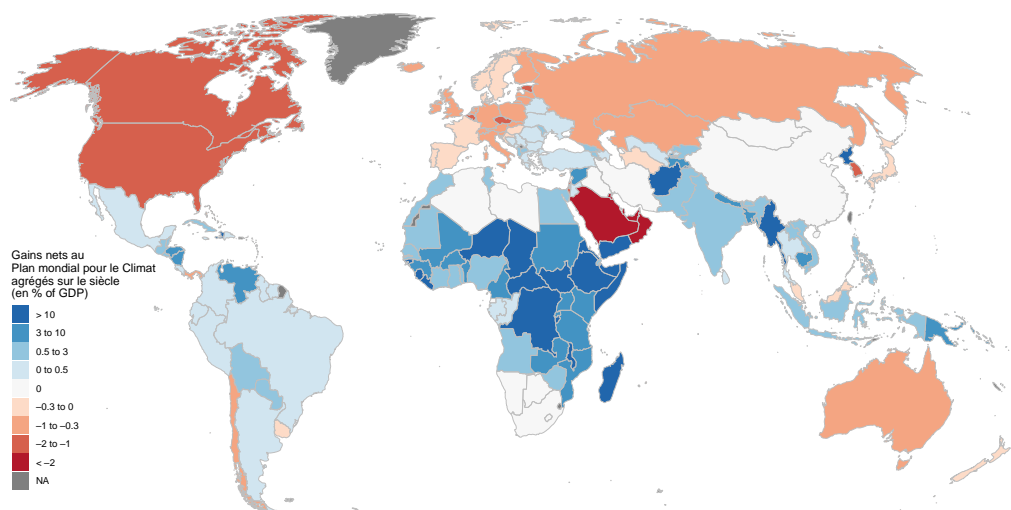 Gains nets au
Plan mondial pour le Climat
agrégés sur le siècle
(en % of GDP)
> 10
3 to 10
0.5 to 3
0 to 0.5
0
–0.3 to 0
–1 to –0.3
–2 to –1
< –2
NA